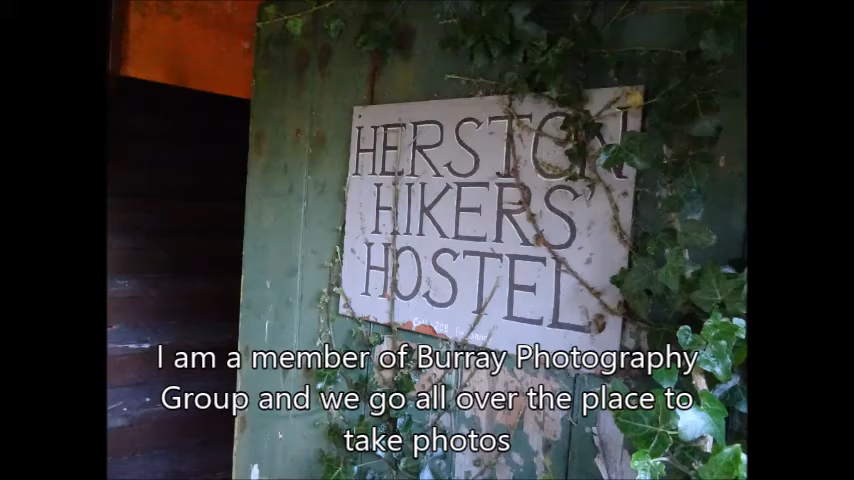 HERSTON
HIKERS'
HOSTEL
I am a member of Burray Photography
Group and we go all over the place to
take photos